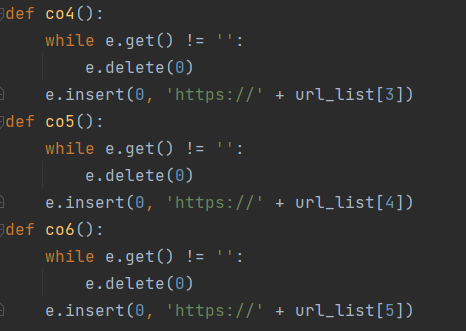 def co4():
    while e.get() != '':
        e.delete(0)
    e.insert(0, 'https://' + url_list[3])
def co5():
    while e.get() != '':
        e.delete(0)
    e.insert(0, 'https://' + url_list[4])
def co6():
    while e.get() != '':
        e.delete(0)
    e.insert(0, 'https://' + url_list[5])